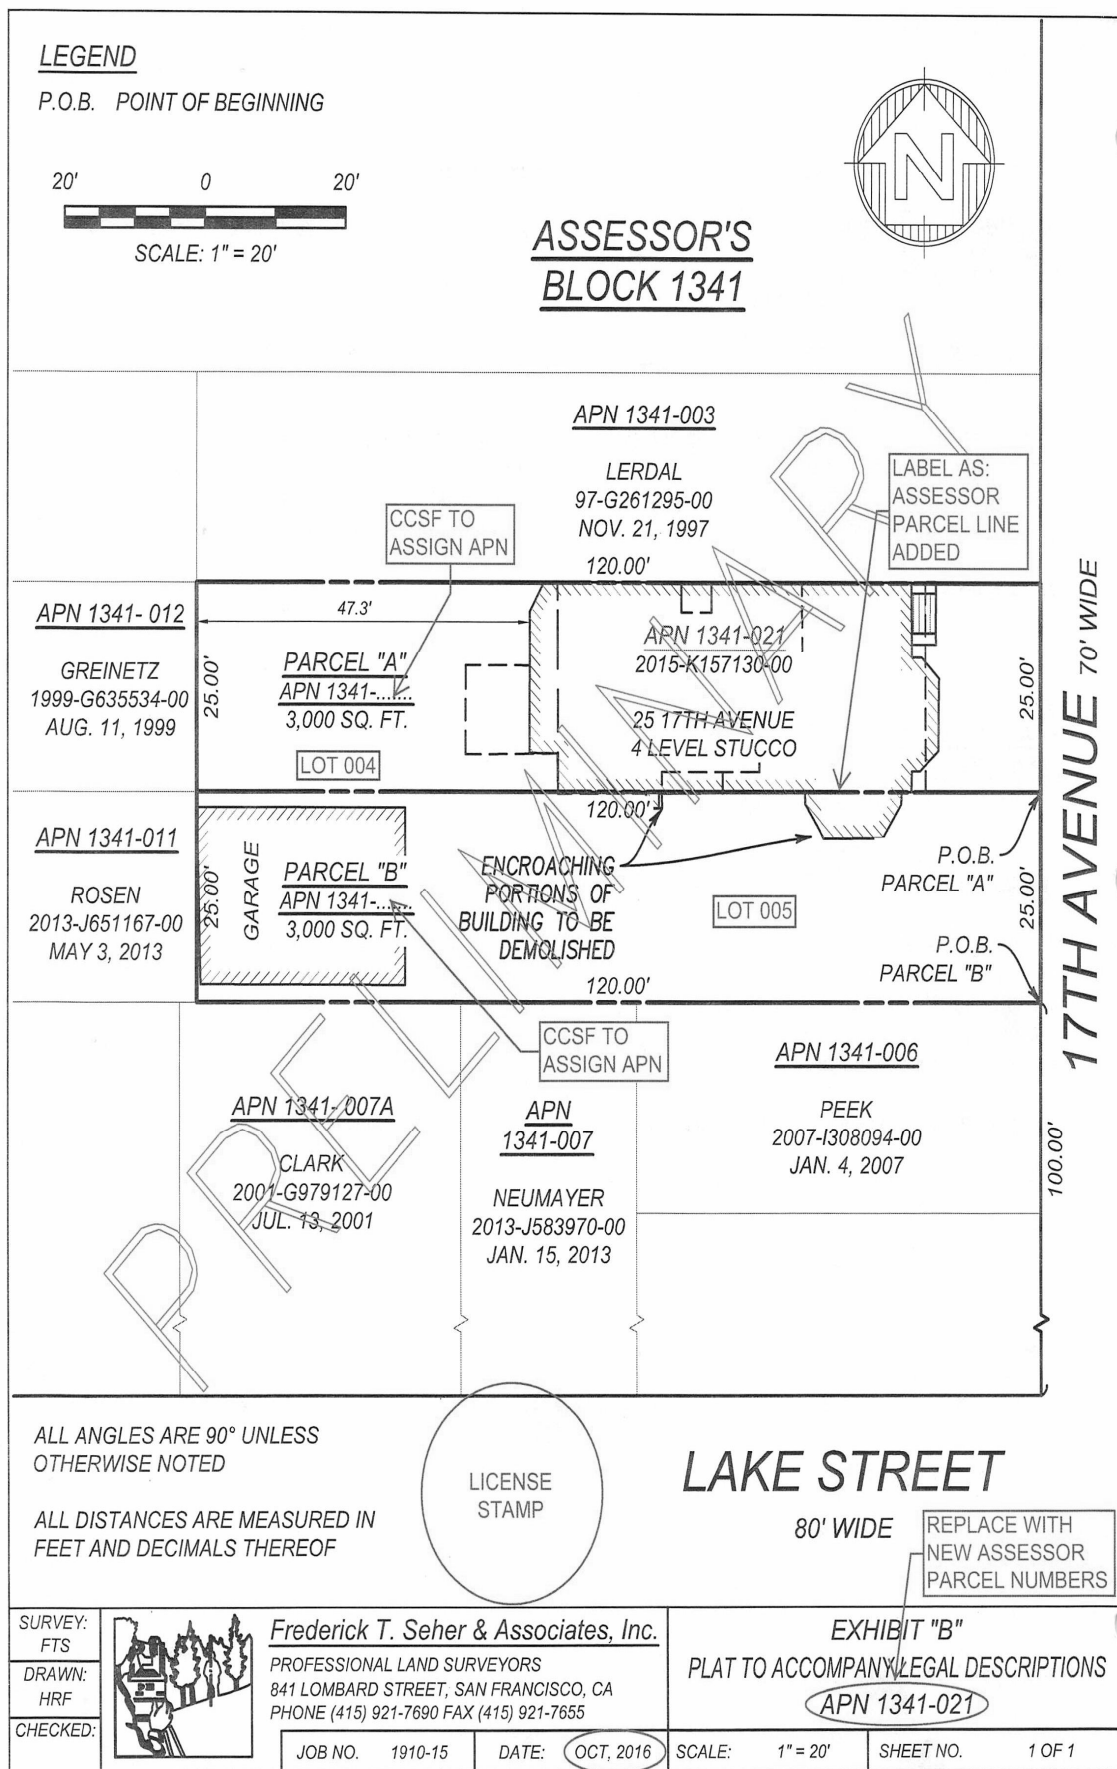 LEGEND
P.O.B. POINT OF BEGINNING
20' 0 20'
SCALE: 1" = 20'
N
ASSESSOR'S
BLOCK 1341
APN 1341-003
LERDAL
97-G261295-00
NOV. 21, 1997
120.00'
LABEL AS:
ASSESSOR
PARCEL LINE
ADDED
CCSF TO
ASSIGN APN
APN 1341- 012
GREINETZ
1999-G635534-00
AUG. 11, 1999
25.00'
47.3'
PARCEL "A"
APN 1341-.......
3,000 SQ. FT.
LOT 004
APN 1341-021
2015-K157130-00
25 17TH AVENUE
4 LEVEL STUCCO
25.00'
120.00'
APN 1341-011
ROSEN
2013-J651167-00
MAY 3, 2013
25.00'
GARAGE
PARCEL "B"
APN 1341-.......
3,000 SQ. FT.
ENCROACHING
PORTIONS OF
BUILDING TO BE
DEMOLISHED
LOT 005
P.O.B.
PARCEL "A"
25.00'
P.O.B.
PARCEL "B"
120.00'
17TH AVENUE 70' WIDE
CCSF TO
ASSIGN APN
APN 1341- 007A
CLARK
2001-G979127-00
JUL. 13, 2001
APN
1341-007
NEUMAYER
2013-J583970-00
JAN. 15, 2013
APN 1341-006
PEEK
2007-I308094-00
JAN. 4, 2007
100.00'
PRELIMINARY
ALL ANGLES ARE 90° UNLESS
OTHERWISE NOTED
ALL DISTANCES ARE MEASURED IN
FEET AND DECIMALS THEREOF
LICENSE
STAMP
LAKE STREET
80' WIDE
REPLACE WITH
NEW ASSESSOR
PARCEL NUMBERS
SURVEY:
FTS
DRAWN:
HRF
CHECKED:
Frederick T. Seher & Associates, Inc.
PROFESSIONAL LAND SURVEYORS
841 LOMBARD STREET, SAN FRANCISCO, CA
PHONE (415) 921-7690 FAX (415) 921-7655
EXHIBIT "B"
PLAT TO ACCOMPANY LEGAL DESCRIPTIONS
APN 1341-021
JOB NO. 1910-15 DATE: OCT, 2016 SCALE: 1" = 20' SHEET NO. 1 OF 1